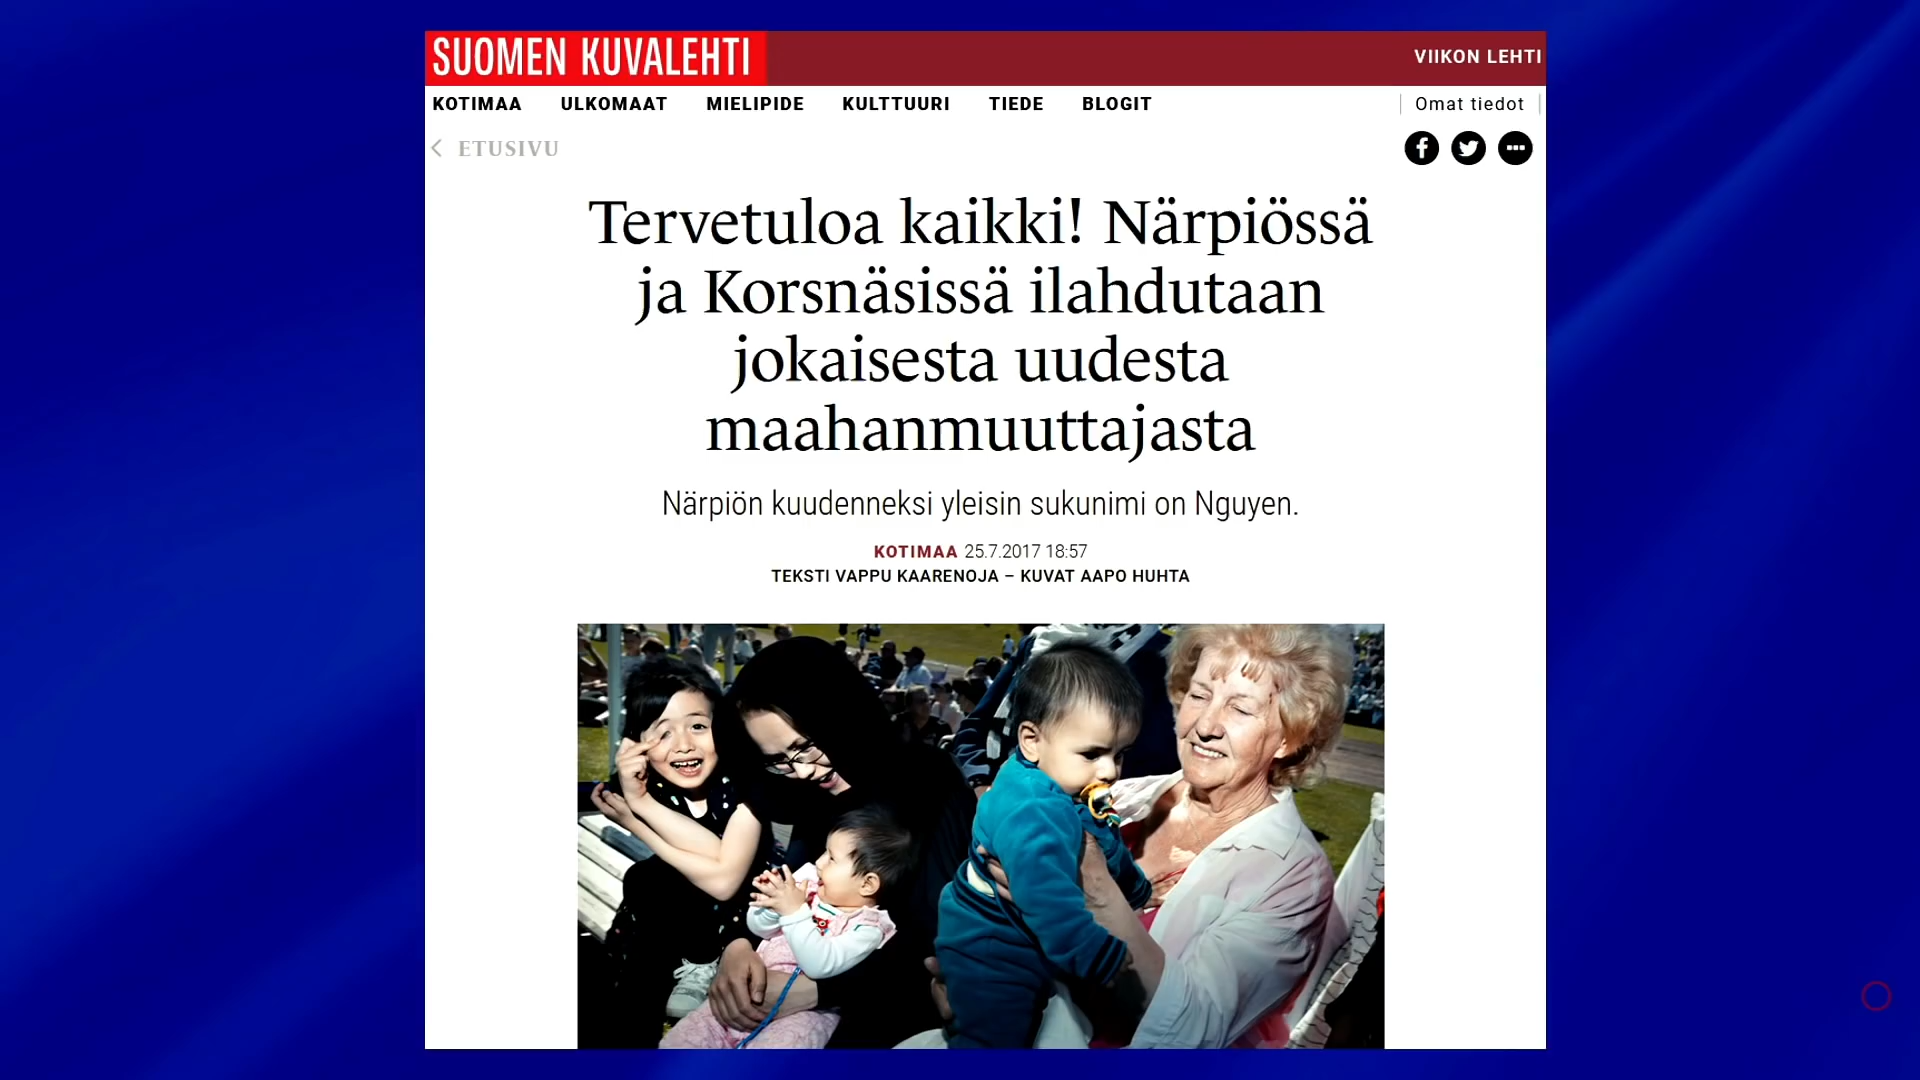 SUOMEN KUVALEHTI
VIIKON LEHTI
KOTIMAA ULKOMAAT MIELIPIDE KULTTUURI TIEDE BLOGIT
Omat tiedot
ETUSIVU
Tervetuloa kaikki! Närpiössä
ja Korsnäsissä ilahdutaan
jokaisesta uudesta
maahanmuuttajasta
Närpiön kuudenneksi yleisin sukunimi on Nguyen.
KOTIMAA 25.7.2017 18:57
TEKSTI VAPPU KAARENOJA – KUVAT AAPO HUHTA